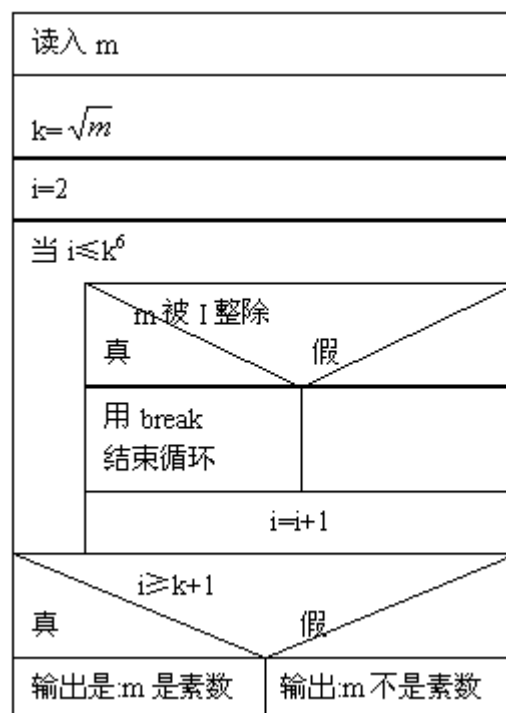 读入 m
k=√m
i=2
当 i≤k⁶
m 被 I 整除
真 假
用 break
结束循环
i=i+1
i≥k+1
真 假
输出是:m 是素数 输出:m 不是素数